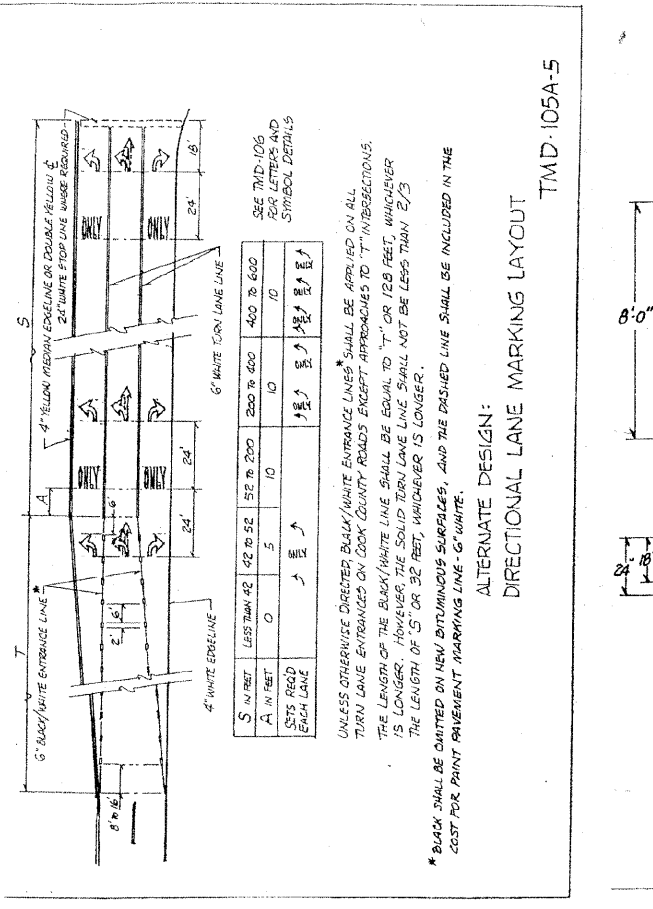 S
4" YELLOW MEDIAN EDGELINE OR DOUBLE YELLOW ℄
24" WHITE STOP LINE WHERE REQUIRED
T
6" BLACK/WHITE ENTRANCE LINE *
A
ONLY
ONLY
ONLY
ONLY
8' TO 16'
2'
6'
6'
24'
24'
24'
18'
4" WHITE EDGELINE
6" WHITE TURN LANE LINE
SEE TMD-106
FOR LETTERS AND
SYMBOL DETAILS
S IN FEET LESS THAN 42 42 TO 52 52 TO 200 200 TO 400 400 TO 600
A IN FEET 0 5 10 10 10
SETS REQ'D
EACH LANE
UNLESS OTHERWISE DIRECTED, BLACK/WHITE ENTRANCE LINES * SHALL BE APPLIED ON ALL
TURN LANE ENTRANCES ON COOK COUNTY ROADS EXCEPT APPROACHES TO "T" INTERSECTIONS.
THE LENGTH OF THE BLACK/WHITE LINE SHALL BE EQUAL TO "T" OR 128 FEET, WHICHEVER
IS LONGER. HOWEVER, THE SOLID TURN LANE LINE SHALL NOT BE LESS THAN 2/3
THE LENGTH OF "S" OR 32 FEET, WHICHEVER IS LONGER.
* BLACK SHALL BE OMITTED ON NEW BITUMINOUS SURFACES, AND THE DASHED LINE SHALL BE INCLUDED IN THE
COST FOR PAINT PAVEMENT MARKING LINE - 6" WHITE.
ALTERNATE DESIGN:
DIRECTIONAL LANE MARKING LAYOUT
TMD-105A-5
8'-0"
24"
18"